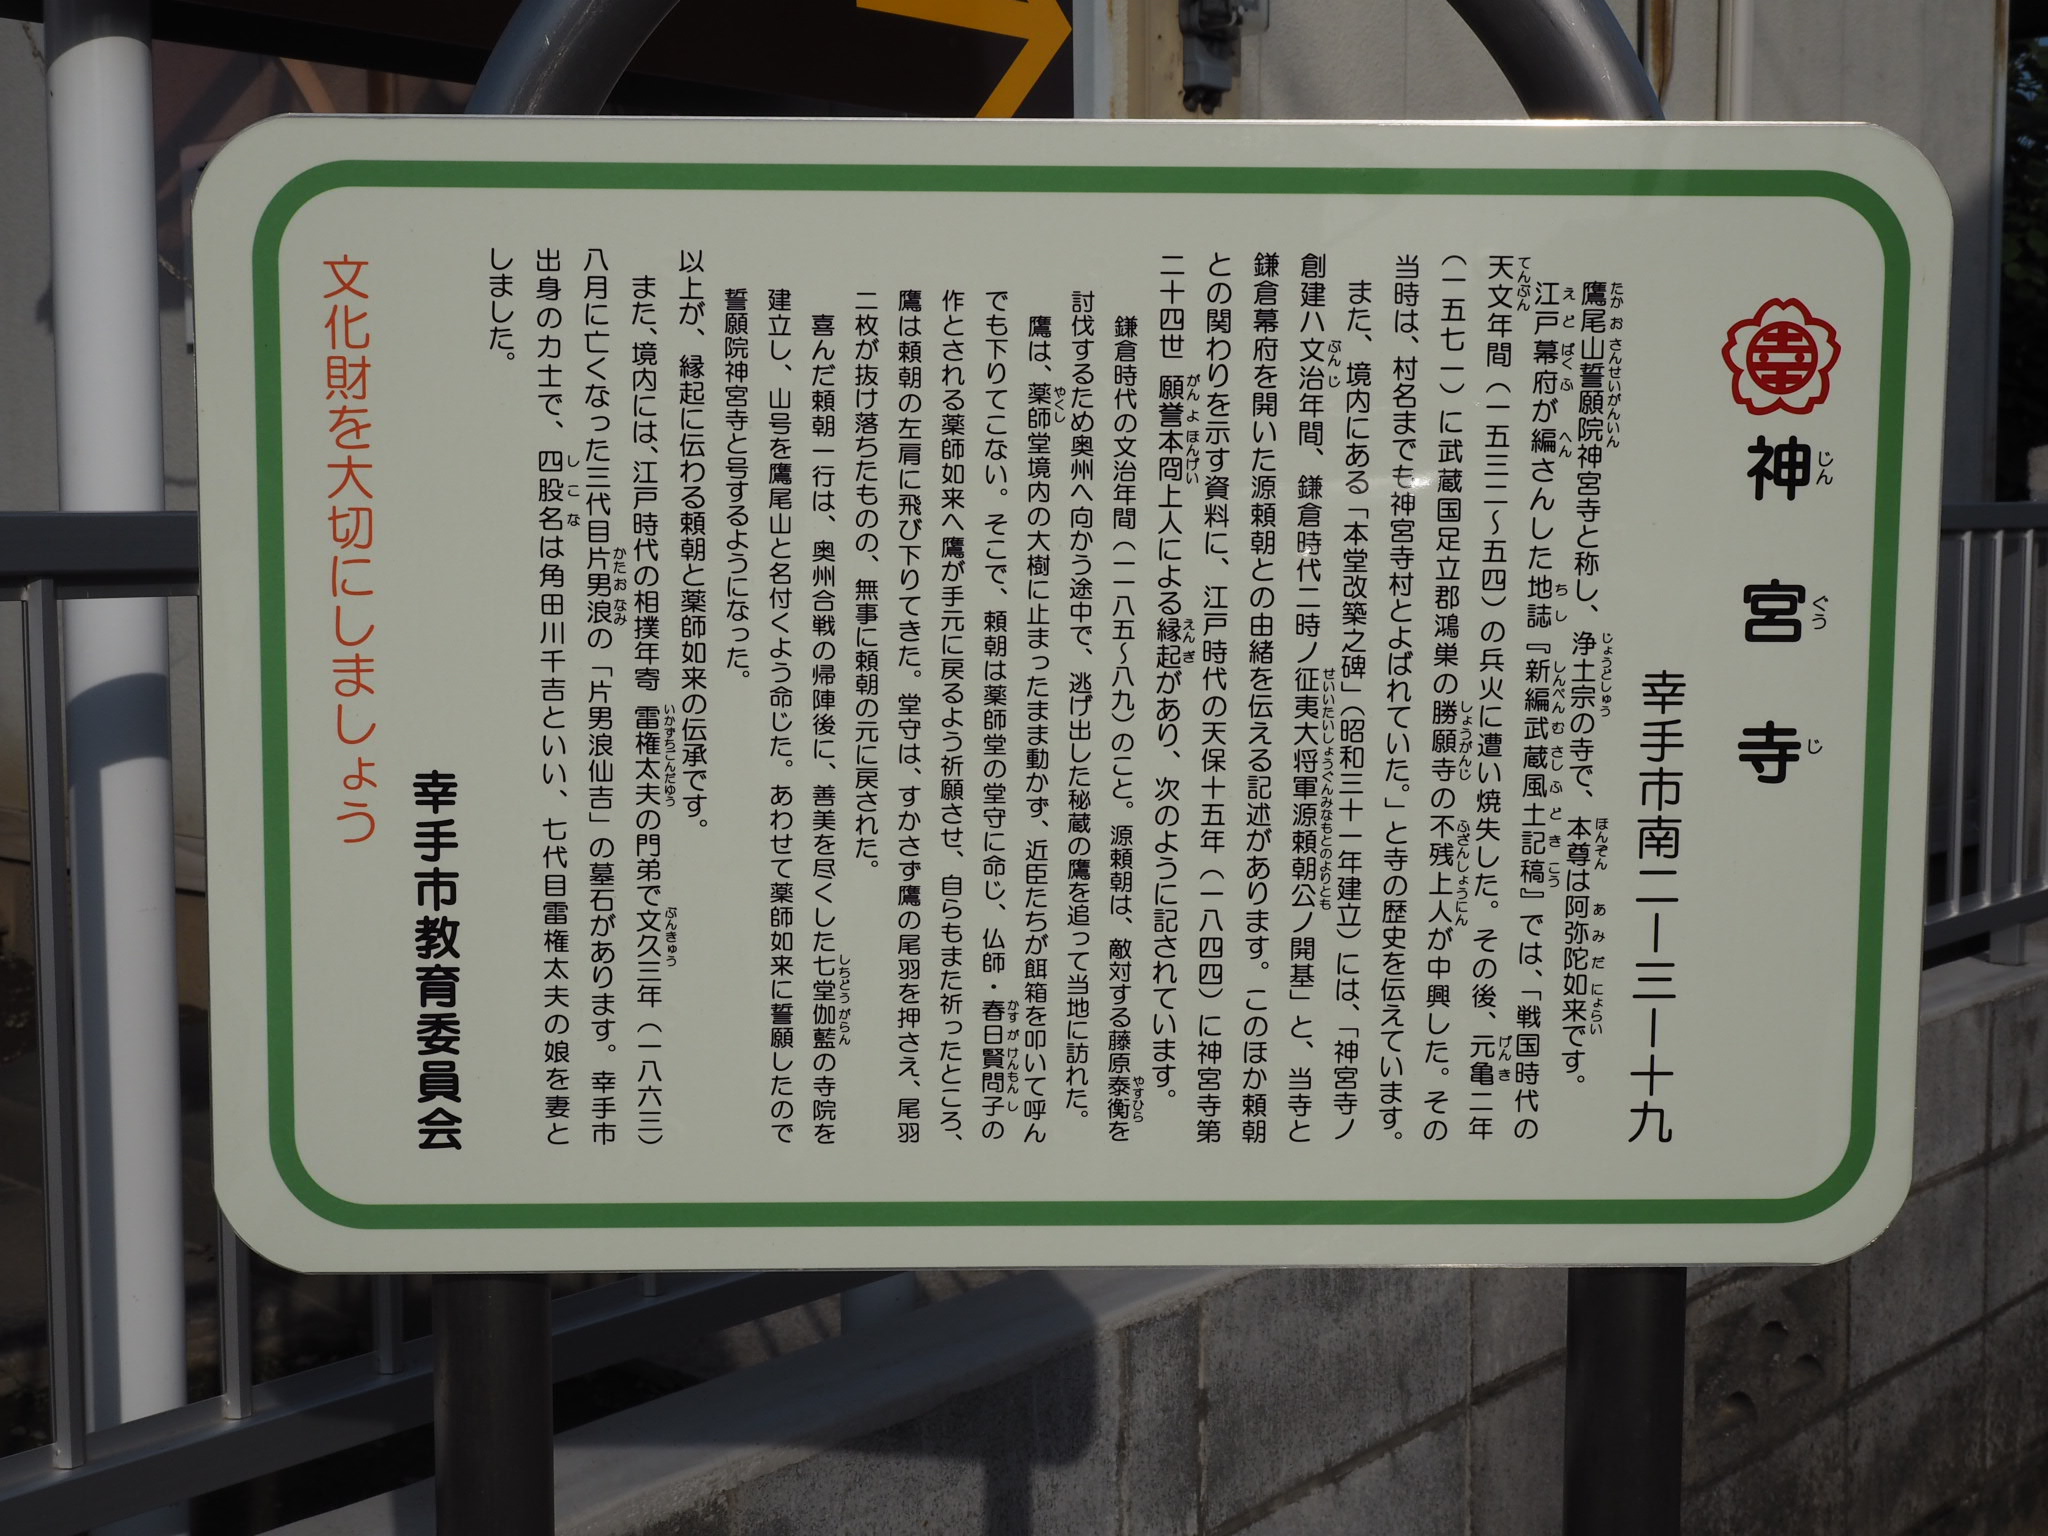 神宮寺
幸手市南二ー三ー十九
鷹尾山誓願院神宮寺と称し、浄土宗の寺で、本尊は阿弥陀如来です。
江戸幕府が編さんした地誌『新編武蔵風土記稿』では、「戦国時代の
天文年間（一五三二～五四）の兵火に遭い焼失した。その後、元亀二年
（一五七一）に武蔵国足立郡鴻巣の勝願寺の不残上人が中興した。その
当時は、村名までも神宮寺村とよばれていた。」と寺の歴史を伝えています。
また、境内にある「本堂改築之碑」（昭和三十一年建立）には、「神宮寺ノ
創建ハ文治年間、鎌倉時代二時ノ征夷大将軍源頼朝公ノ開基」と、当寺と
鎌倉幕府を開いた源頼朝との由緒を伝える記述があります。このほか頼朝
との関わりを示す資料に、江戸時代の天保十五年（一八四四）に神宮寺第
二十四世 願誉本冏上人による縁起があり、次のように記されています。
鎌倉時代の文治年間（一一八五～八九）のこと。源頼朝は、敵対する藤原泰衡を
討伐するため奥州へ向かう途中で、逃げ出した秘蔵の鷹を追って当地に訪れた。
鷹は、薬師堂境内の大樹に止まったまま動かず、近臣たちが餌箱を叩いて呼ん
でも下りてこない。そこで、頼朝は薬師堂の堂守に命じ、仏師・春日賢問子の
作とされる薬師如来へ鷹が手元に戻るよう祈願させ、自らもまた祈ったところ、
鷹は頼朝の左肩に飛び下りてきた。堂守は、すかさず鷹の尾羽を押さえ、尾羽
二枚が抜け落ちたものの、無事に頼朝の元に戻された。
喜んだ頼朝一行は、奥州合戦の帰陣後に、善美を尽くした七堂伽藍の寺院を
建立し、山号を鷹尾山と名付くよう命じた。あわせて薬師如来に誓願したので
誓願院神宮寺と号するようになった。
以上が、縁起に伝わる頼朝と薬師如来の伝承です。
また、境内には、江戸時代の相撲年寄 雷権太夫の門弟で文久三年（一八六三）
八月に亡くなった三代目片男浪の「片男浪仙吉」の墓石があります。幸手市
出身の力士で、四股名は角田川千吉といい、七代目雷権太夫の娘を妻と
しました。
幸手市教育委員会
文化財を大切にしましょう